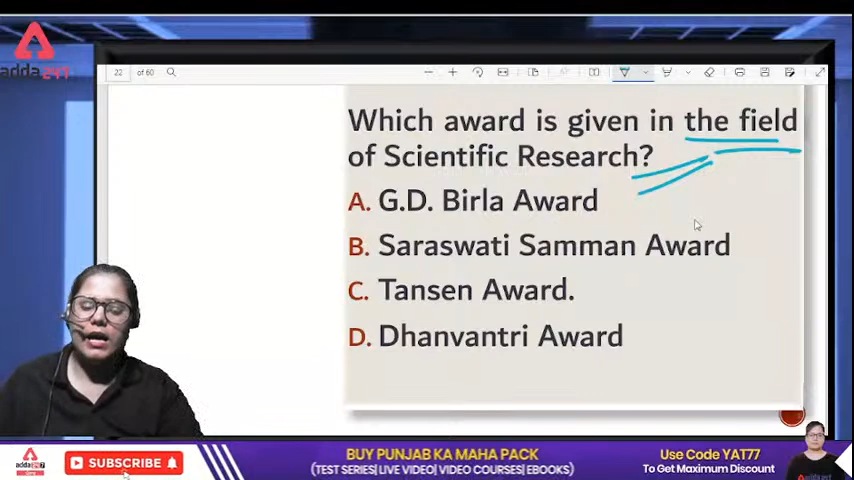 adda247
22 of 60
Which award is given in the field
of Scientific Research?
A. G.D. Birla Award
B. Saraswati Samman Award
C. Tansen Award.
D. Dhanvantri Award
adda247
SUBSCRIBE
BUY PUNJAB KA MAHA PACK
(TEST SERIES| LIVE VIDEO| VIDEO COURSES| EBOOKS)
Use Code YAT77
To Get Maximum Discount